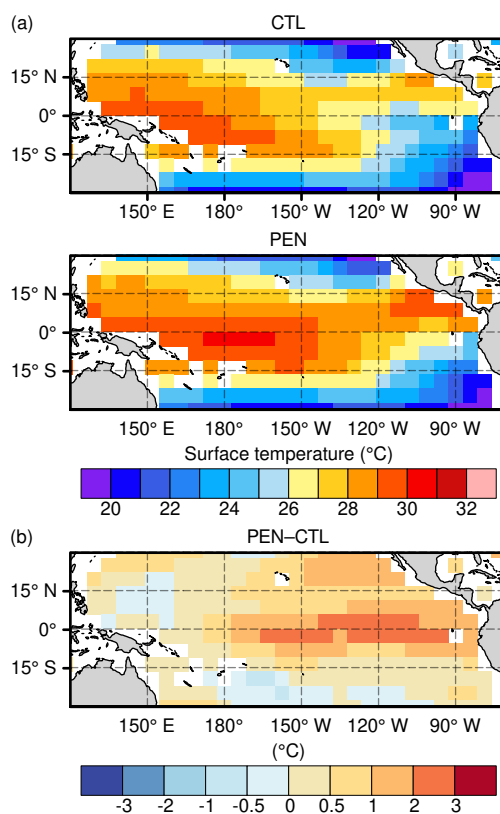 (a)
CTL
15° N
0°
15° S
150° E 180° 150° W 120° W 90° W
PEN
15° N
0°
15° S
150° E 180° 150° W 120° W 90° W
Surface temperature (°C)
20 22 24 26 28 30 32
(b)
PEN–CTL
15° N
0°
15° S
150° E 180° 150° W 120° W 90° W
(°C)
-3 -2 -1 -0.5 0 0.5 1 2 3